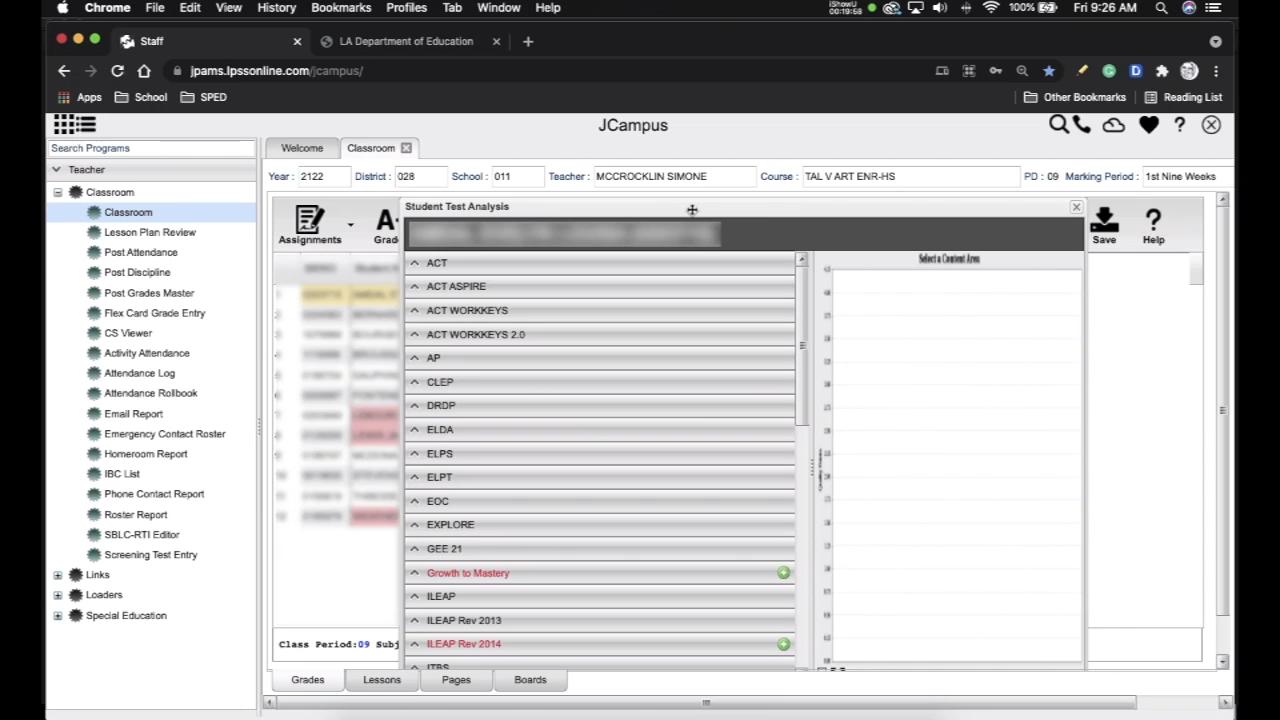 Chrome File Edit View History Bookmarks Profiles Tab Window Help iShowU 00:19:58 100% Fri 9:26 AM
Staff LA Department of Education
jpams.lpssonline.com/jcampus/
Apps School SPED Other Bookmarks Reading List
JCampus
Search Programs
Welcome Classroom
Teacher
Year : 2122 District : 028 School : 011 Teacher : MCCROCKLIN SIMONE Course : TAL V ART ENR-HS PD : 09 Marking Period : 1st Nine Weeks
Classroom
Classroom
Lesson Plan Review
Post Attendance
Post Discipline
Post Grades Master
Flex Card Grade Entry
CS Viewer
Activity Attendance
Attendance Log
Attendance Rollbook
Email Report
Emergency Contact Roster
Homeroom Report
IBC List
Phone Contact Report
Roster Report
SBLC-RTI Editor
Screening Test Entry
Links
Loaders
Special Education
Assignments Grad Save Help
Student Test Analysis
ACT
ACT ASPIRE
ACT WORKKEYS
ACT WORKKEYS 2.0
AP
CLEP
DRDP
ELDA
ELPS
ELPT
EOC
EXPLORE
GEE 21
Growth to Mastery
ILEAP
ILEAP Rev 2013
ILEAP Rev 2014
ITBS
Select a Content Area
Class Period:09 Subj
Grades Lessons Pages Boards